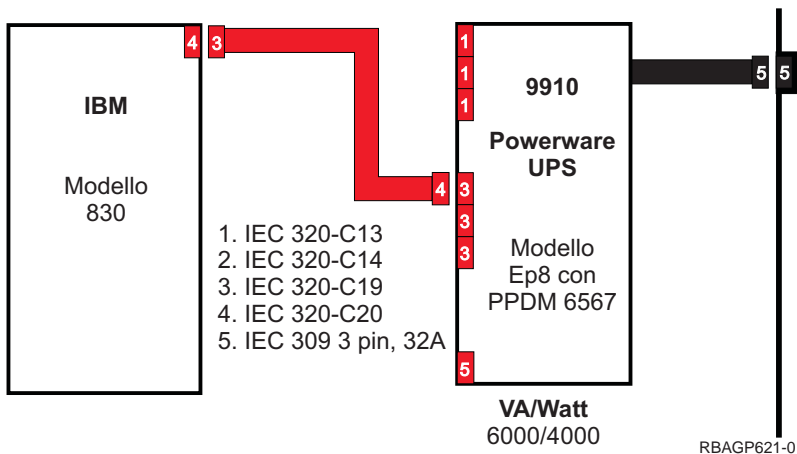 4 3
IBM
Modello
830
1. IEC 320-C13
2. IEC 320-C14
3. IEC 320-C19
4. IEC 320-C20
5. IEC 309 3 pin, 32A
1
1
1
4 3
3
3
5
9910
Powerware
UPS
Modello
Ep8 con
PPDM 6567
VA/Watt
6000/4000
5 5
RBAGP621-0